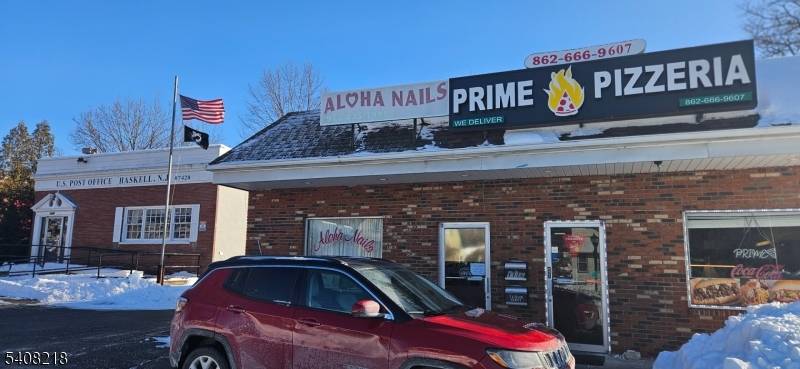 862-666-9607
ALOHA NAILS
PRIME PIZZERIA
WE DELIVER
862-666-9607
U.S. POST OFFICE HASKELL, N.J. 07420
Aloha Nails
PRIME
Coca-Cola
5408218